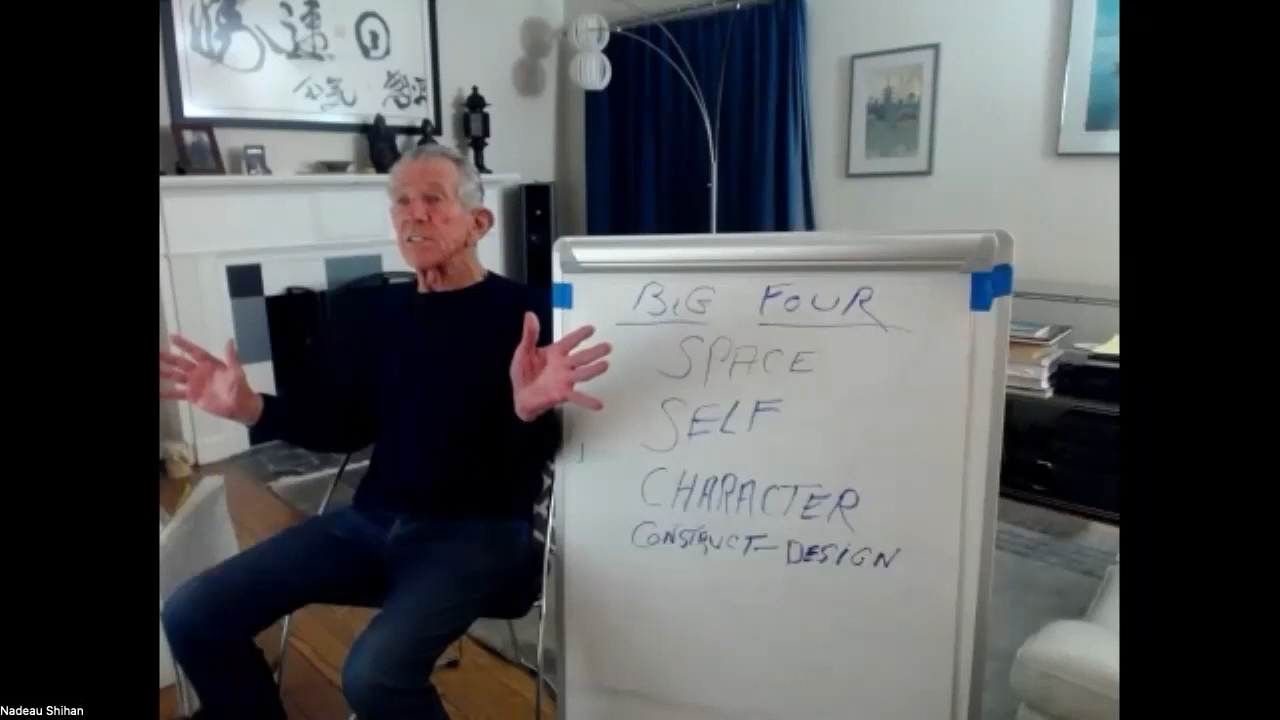 BIG FOUR
SPACE
SELF
CHARACTER
CONSTRUCT-DESIGN
Nadeau Shihan